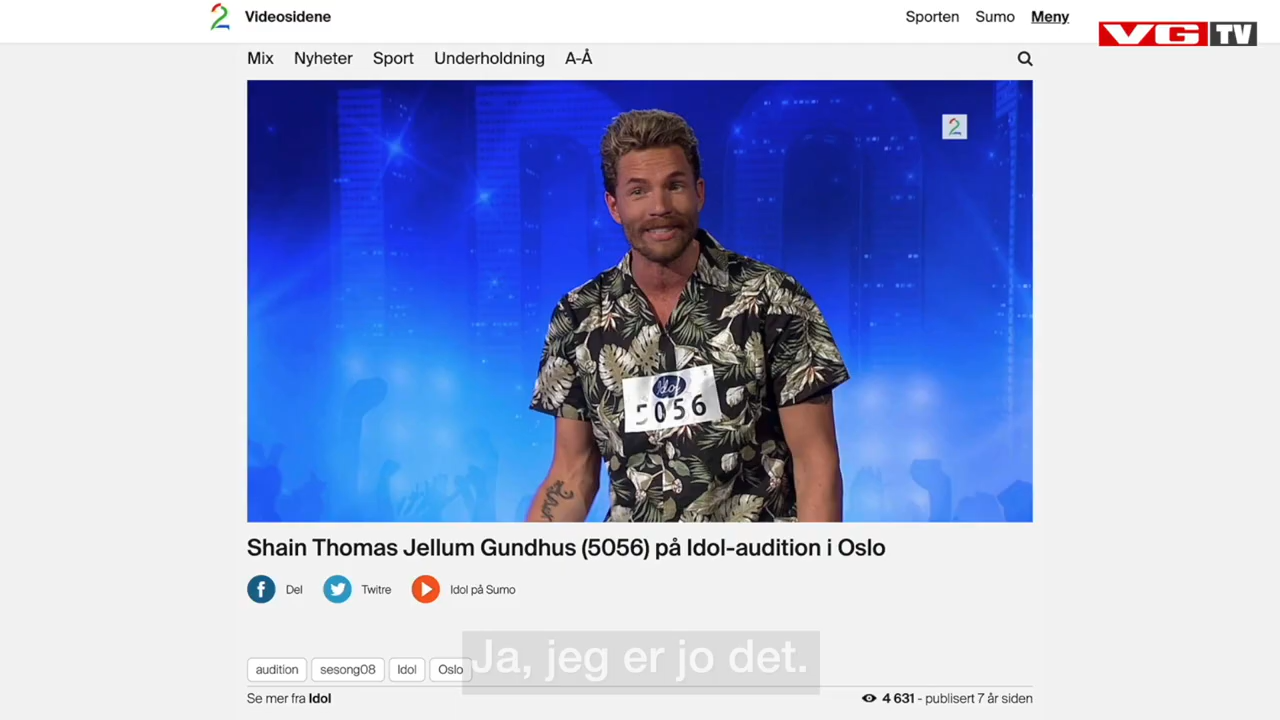 Videosidene
Sporten Sumo Meny
VG TV
Mix Nyheter Sport Underholdning A-Å
2
Idol
5056
Shain Thomas Jellum Gundhus (5056) på Idol-audition i Oslo
Del Twitre Idol på Sumo
Ja, jeg er jo det.
audition sesong08 Idol Oslo
Se mer fra Idol
4 631 - publisert 7 år siden